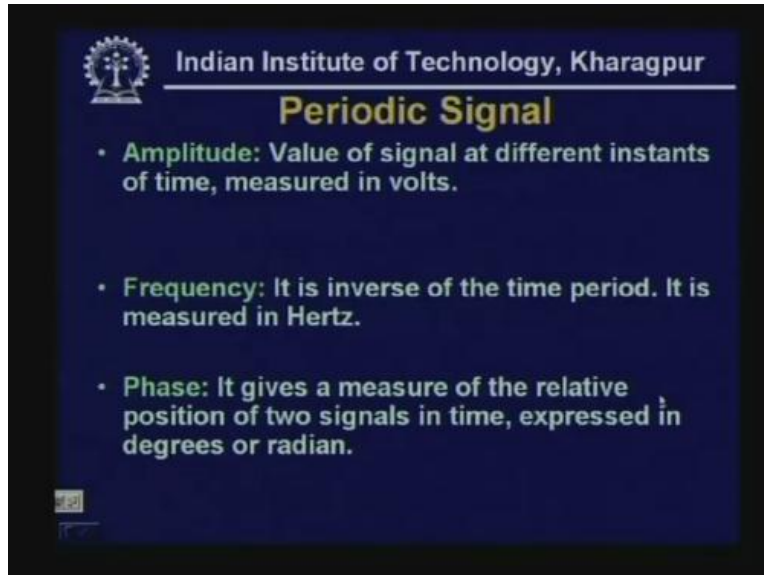 Indian Institute of Technology, Kharagpur
Periodic Signal
• Amplitude: Value of signal at different instants
of time, measured in volts.
• Frequency: It is inverse of the time period. It is
measured in Hertz.
• Phase: It gives a measure of the relative
position of two signals in time, expressed in
degrees or radian.